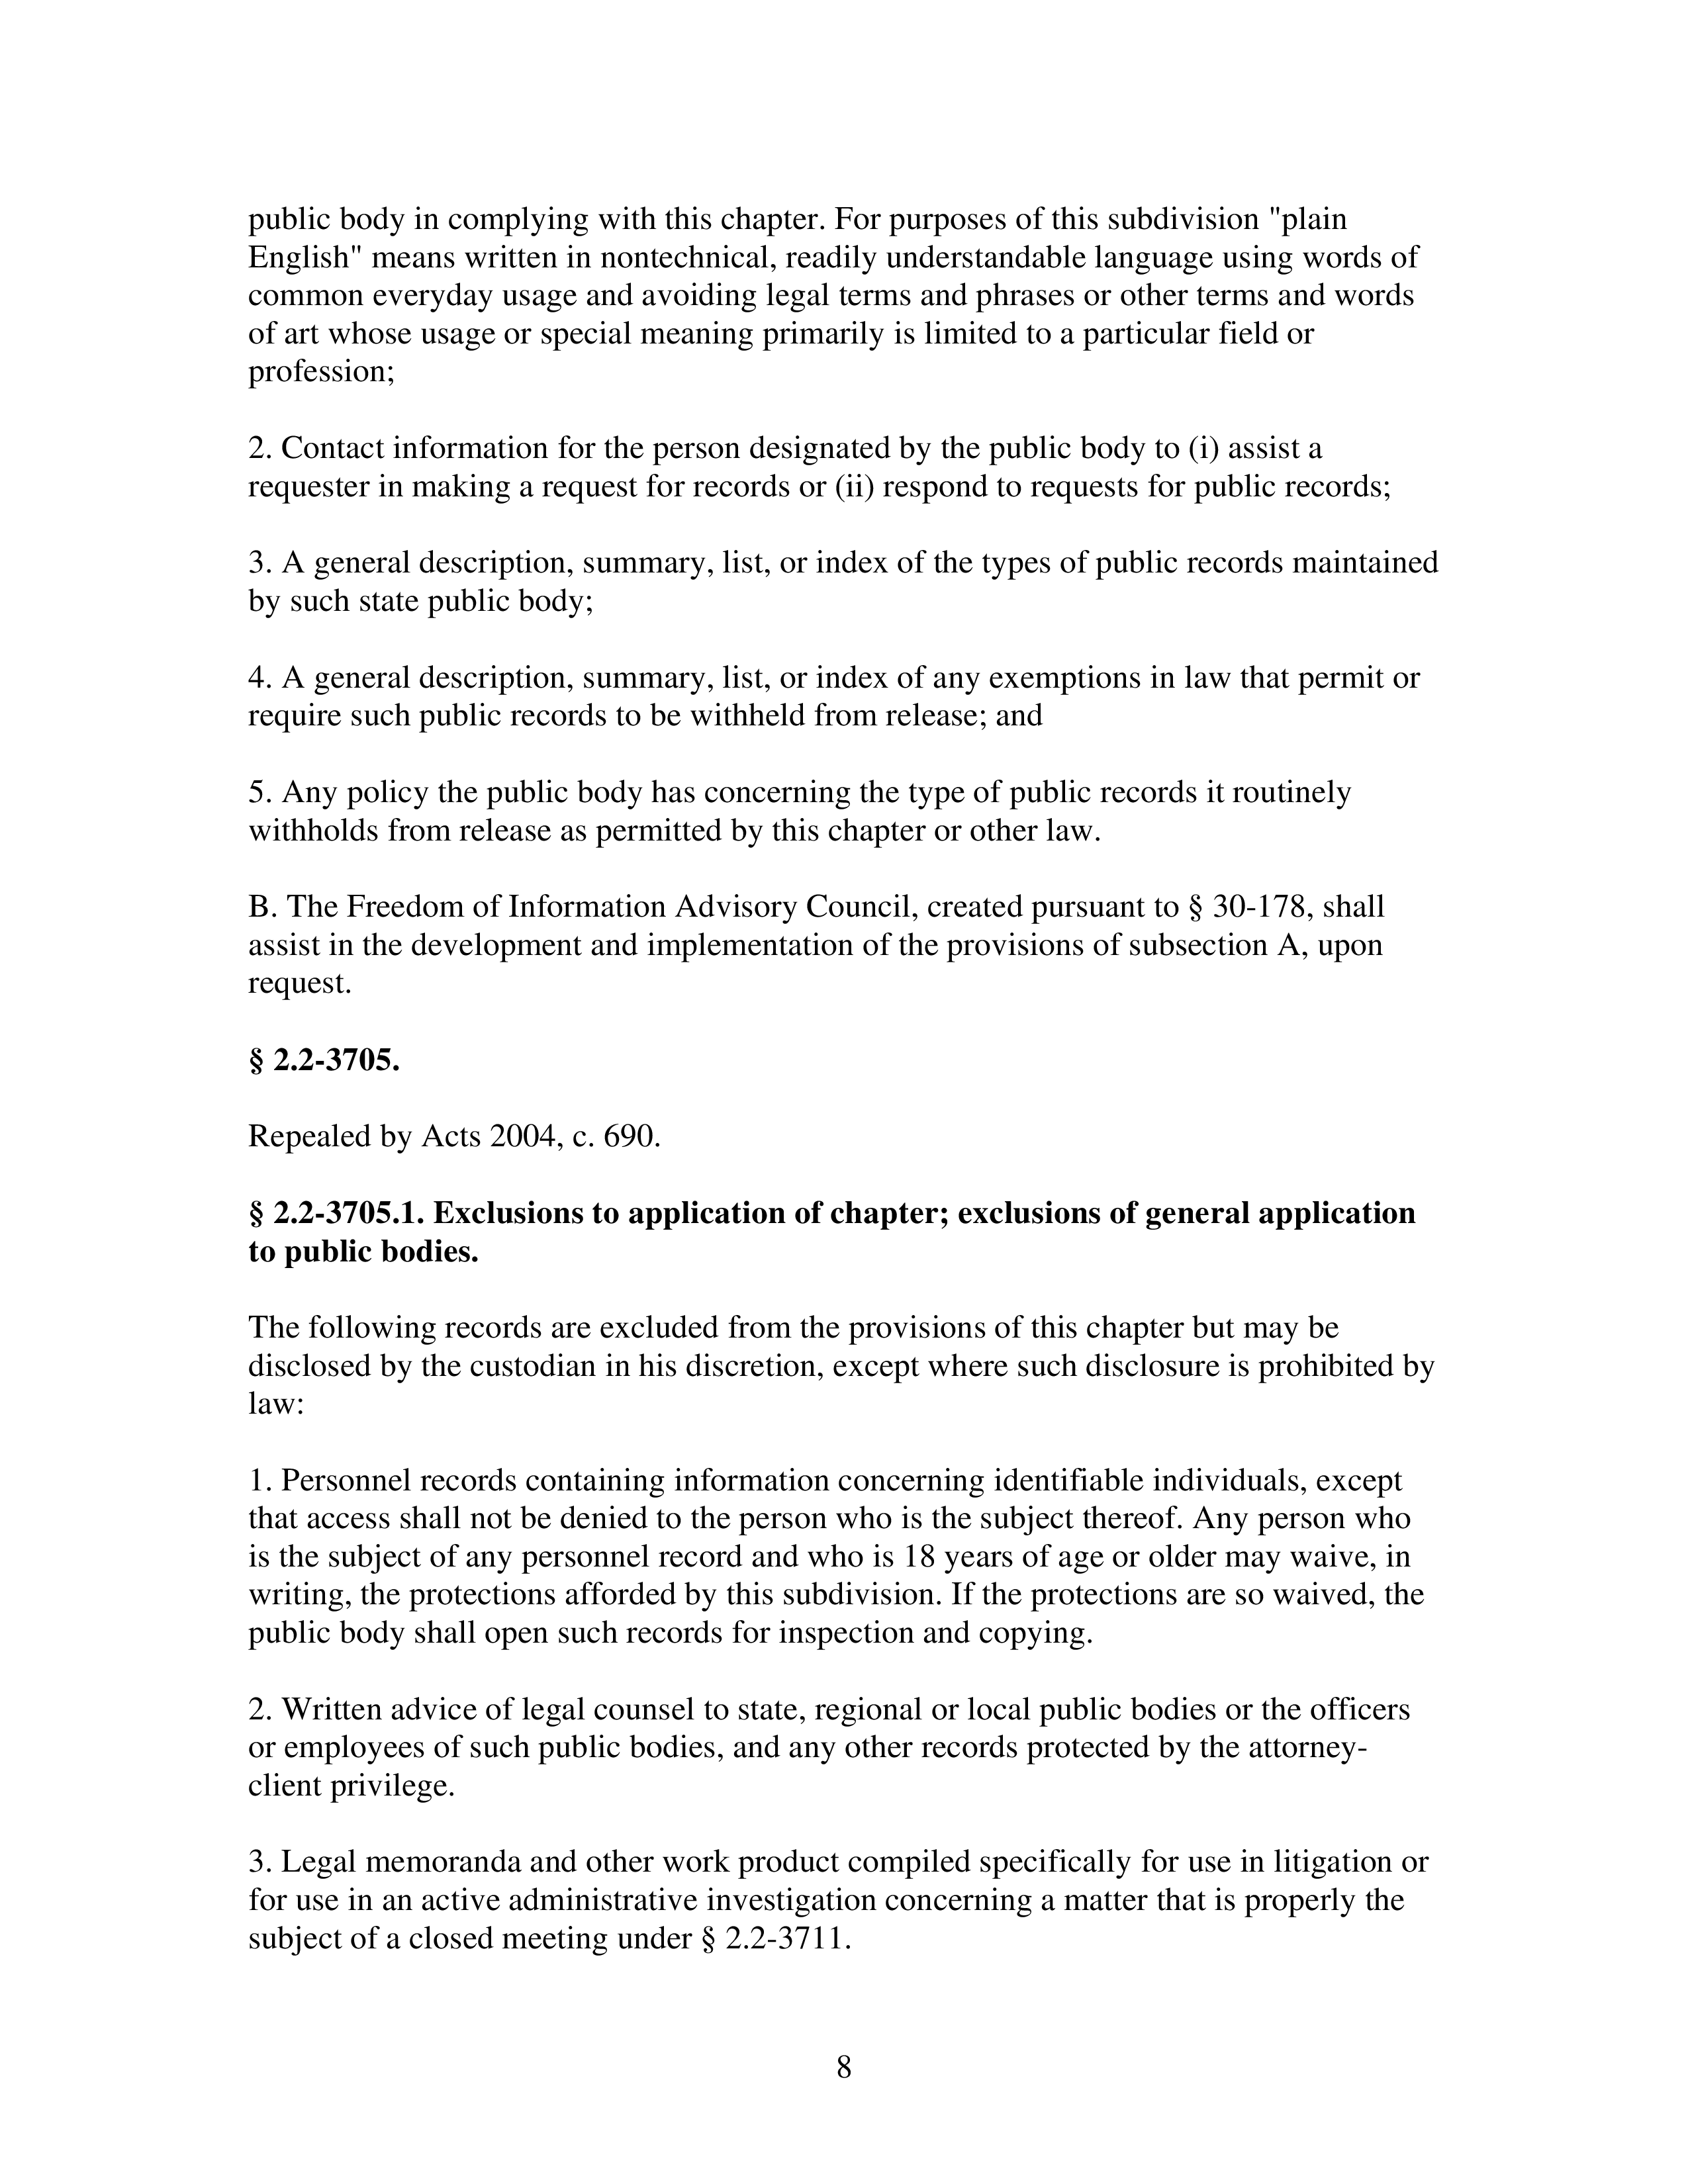 public body in complying with this chapter. For purposes of this subdivision "plain
English" means written in nontechnical, readily understandable language using words of
common everyday usage and avoiding legal terms and phrases or other terms and words
of art whose usage or special meaning primarily is limited to a particular field or
profession;
2. Contact information for the person designated by the public body to (i) assist a
requester in making a request for records or (ii) respond to requests for public records;
3. A general description, summary, list, or index of the types of public records maintained
by such state public body;
4. A general description, summary, list, or index of any exemptions in law that permit or
require such public records to be withheld from release; and
5. Any policy the public body has concerning the type of public records it routinely
withholds from release as permitted by this chapter or other law.
B. The Freedom of Information Advisory Council, created pursuant to § 30-178, shall
assist in the development and implementation of the provisions of subsection A, upon
request.
§ 2.2-3705.
Repealed by Acts 2004, c. 690.
§ 2.2-3705.1. Exclusions to application of chapter; exclusions of general application
to public bodies.
The following records are excluded from the provisions of this chapter but may be
disclosed by the custodian in his discretion, except where such disclosure is prohibited by
law:
1. Personnel records containing information concerning identifiable individuals, except
that access shall not be denied to the person who is the subject thereof. Any person who
is the subject of any personnel record and who is 18 years of age or older may waive, in
writing, the protections afforded by this subdivision. If the protections are so waived, the
public body shall open such records for inspection and copying.
2. Written advice of legal counsel to state, regional or local public bodies or the officers
or employees of such public bodies, and any other records protected by the attorney-
client privilege.
3. Legal memoranda and other work product compiled specifically for use in litigation or
for use in an active administrative investigation concerning a matter that is properly the
subject of a closed meeting under § 2.2-3711.
8